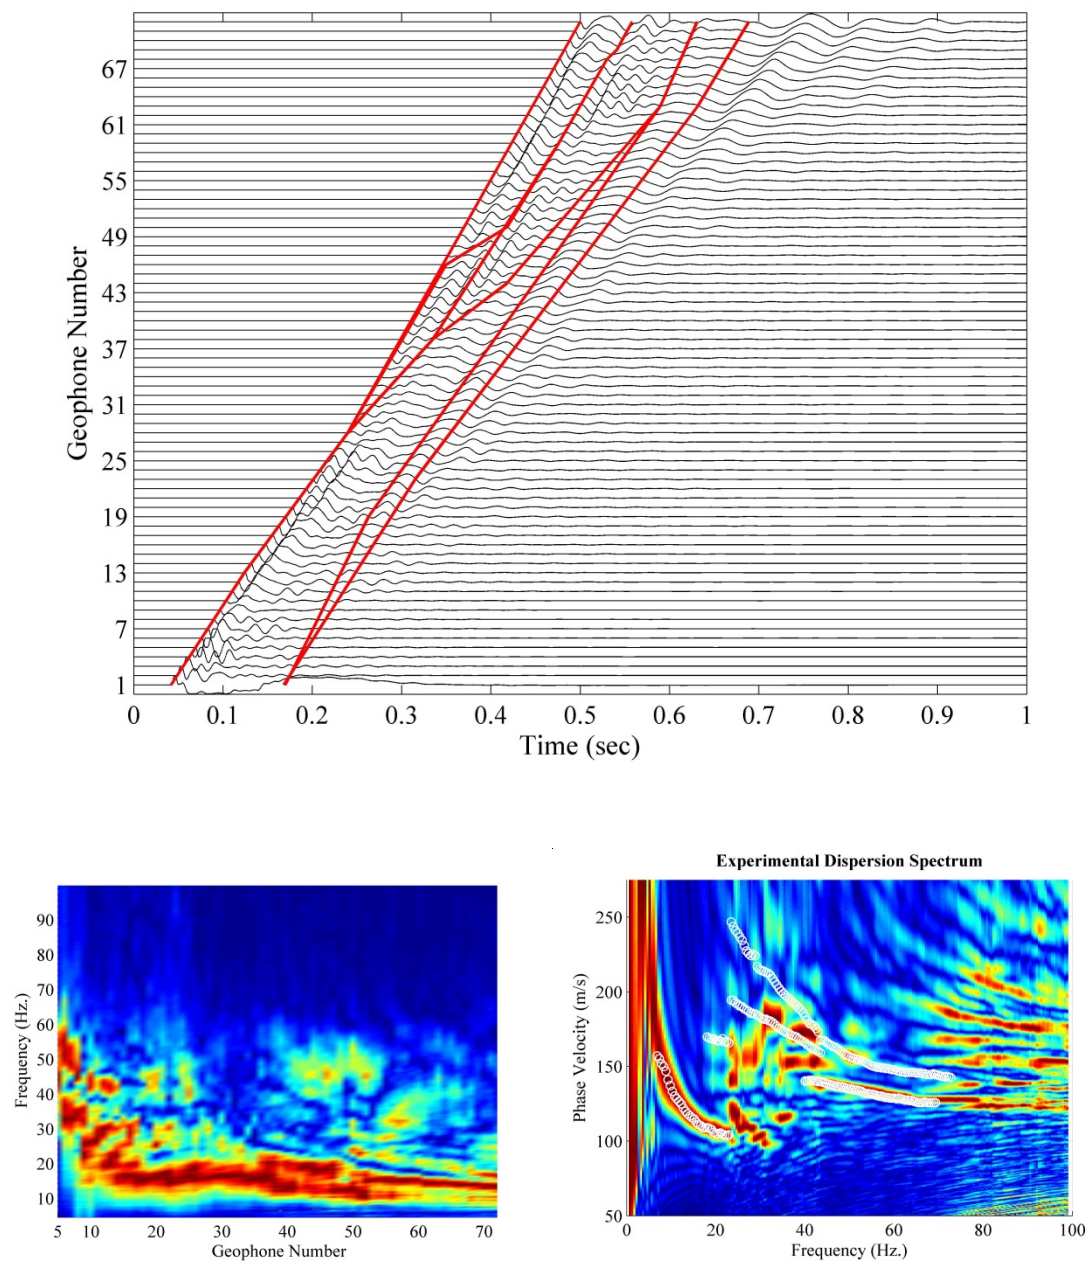 67
61
55
49
43
37
31
25
19
13
7
1
Geophone Number
0 0.1 0.2 0.3 0.4 0.5 0.6 0.7 0.8 0.9 1
Time (sec)
90
80
70
60
50
40
30
20
10
Frequency (Hz.)
5 10 20 30 40 50 60 70
Geophone Number
Experimental Dispersion Spectrum
250
200
150
100
50
Phase Velocity (m/s)
0 20 40 60 80 100
Frequency (Hz.)